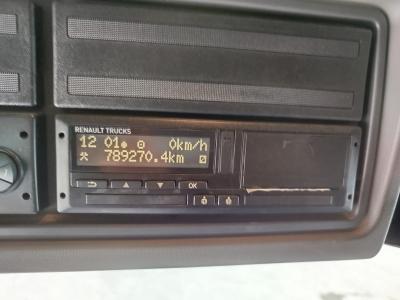 RENAULT TRUCKS
12 01 0km/h
789270.4km
OK